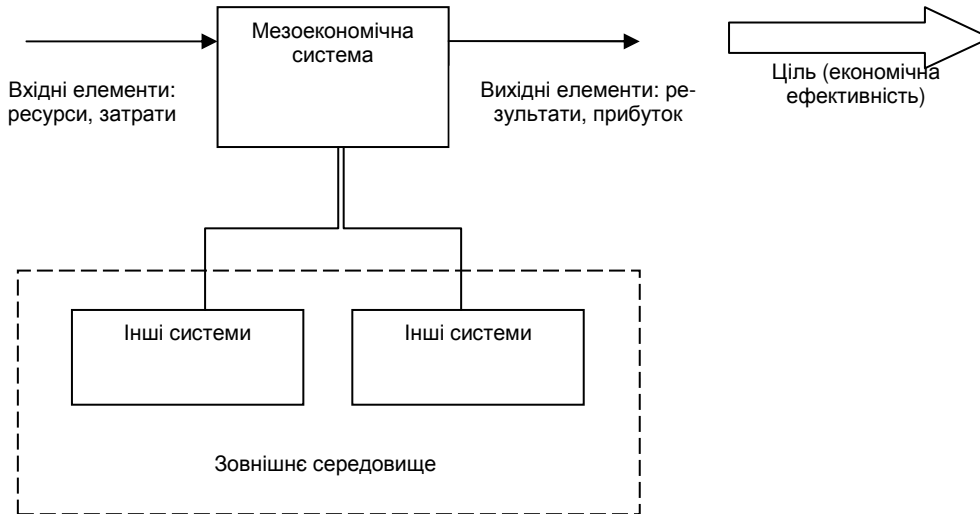 Мезоекономічна
система
Вхідні елементи:
ресурси, затрати
Вихідні елементи: ре-
зультати, прибуток
Ціль (економічна
ефективність)
Інші системи
Інші системи
Зовнішнє середовище